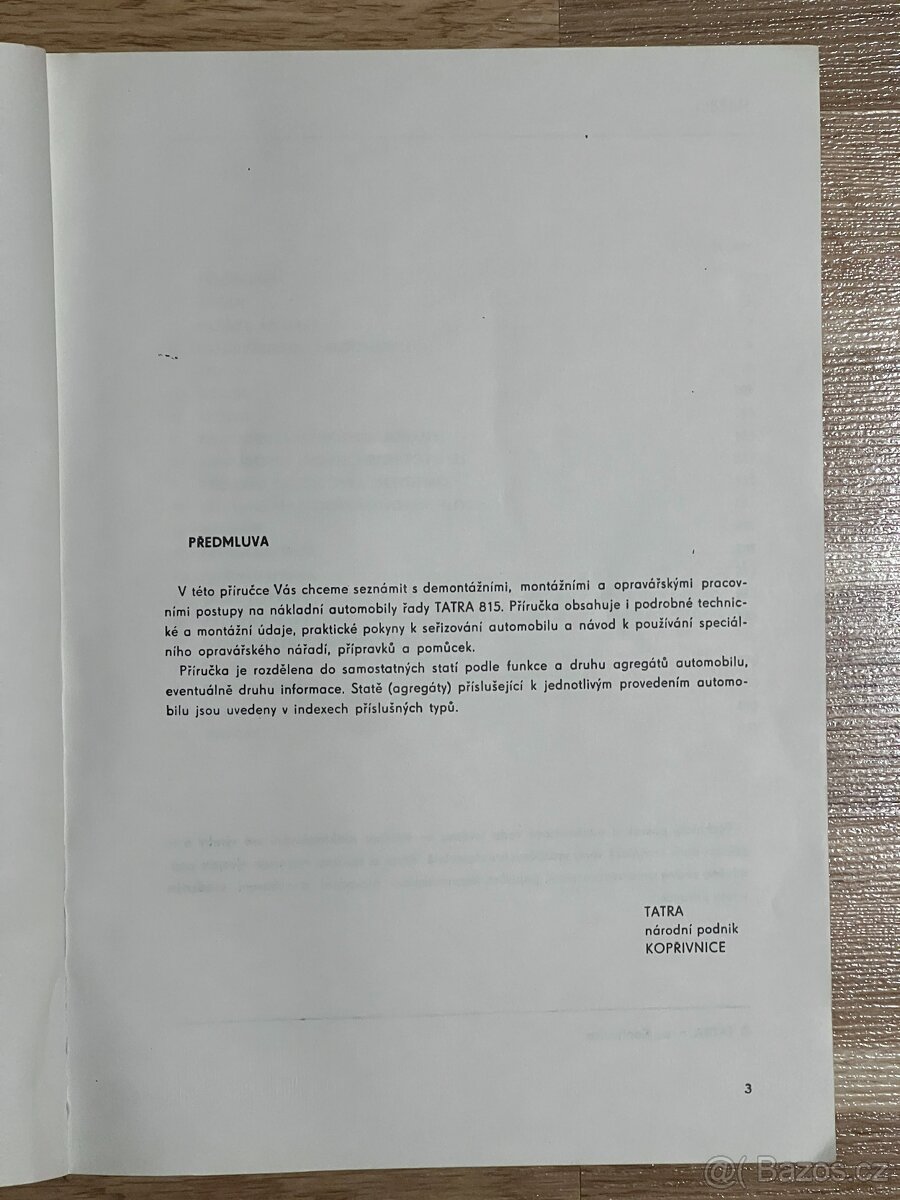 PŘEDMLUVA
V této příručce Vás chceme seznámit s demontážními, montážními a opravářskými pracov-
ními postupy na nákladní automobily řady TATRA 815. Příručka obsahuje i podrobné technic-
ké a montážní údaje, praktické pokyny k seřizování automobilu a návod k používání speciál-
ního opravářského nářadí, přípravků a pomůcek.
Příručka je rozdělena do samostatných statí podle funkce a druhu agregátů automobilu,
eventuálně druhu informace. Statě (agregáty) příslušející k jednotlivým provedením automo-
bilu jsou uvedeny v indexech příslušných typů.
TATRA
národní podnik
KOPŘIVNICE
3
@( Bazos.cz